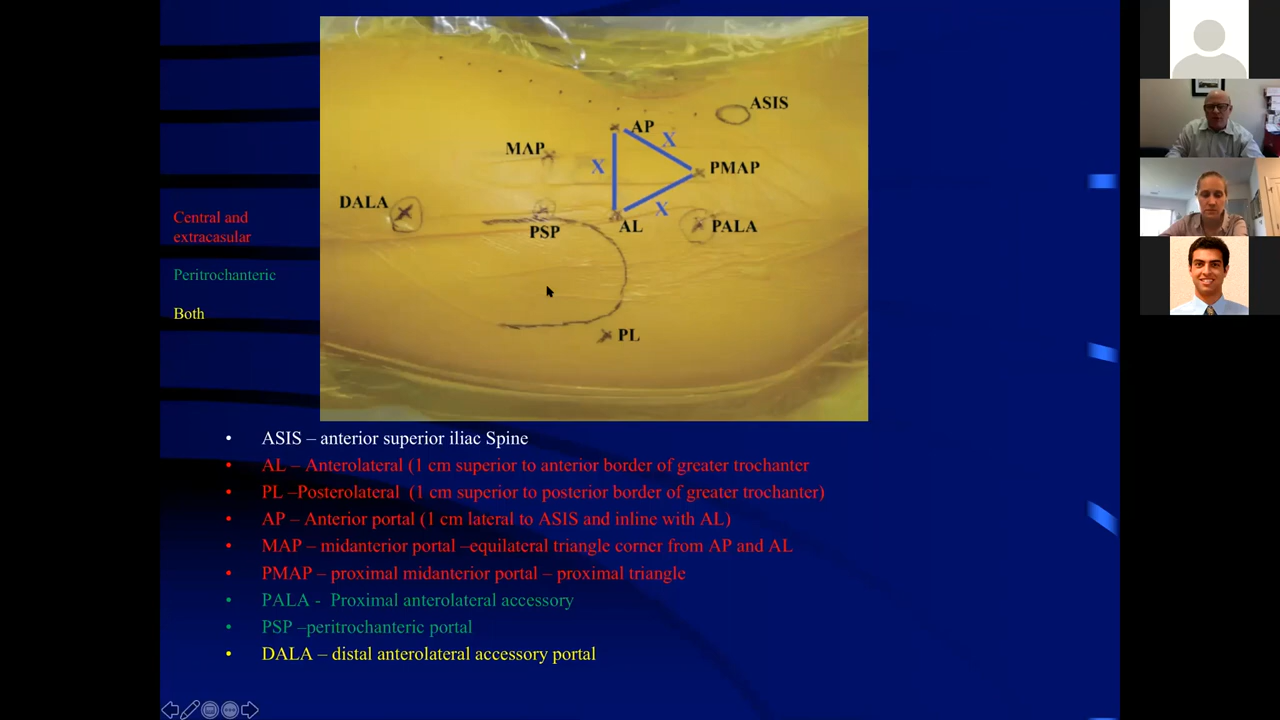 ASIS
AP
X
MAP
X
PMAP
DALA
X
PSP
AL
PALA
PL
Central and
extracasular
Peritrochanteric
Both
• ASIS – anterior superior iliac Spine
• AL – Anterolateral (1 cm superior to anterior border of greater trochanter
• PL –Posterolateral (1 cm superior to posterior border of greater trochanter)
• AP – Anterior portal (1 cm lateral to ASIS and inline with AL)
• MAP – midanterior portal –equilateral triangle corner from AP and AL
• PMAP – proximal midanterior portal – proximal triangle
• PALA - Proximal anterolateral accessory
• PSP –peritrochanteric portal
• DALA – distal anterolateral accessory portal